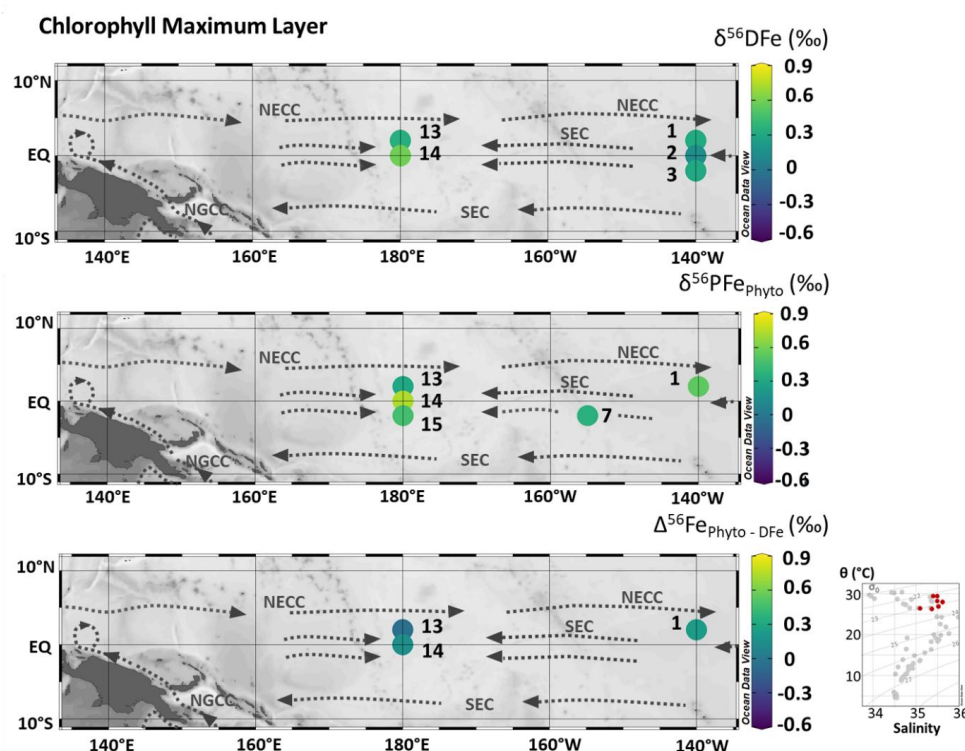 Chlorophyll Maximum Layer
δ⁵⁶DFe (‰)
10°N
NECC
NECC
0.9
0.6
13
SEC
1
0.3
EQ
14
2
0
3
-0.3
NGCC
SEC
-0.6
10°S
Ocean Data View
140°E 160°E 180°E 160°W 140°W
δ⁵⁶PFe_Phyto (‰)
10°N
NECC
NECC
0.9
0.6
13
SEC
1
0.3
EQ
14
7
0
15
-0.3
NGCC
SEC
-0.6
10°S
Ocean Data View
140°E 160°E 180°E 160°W 140°W
Δ⁵⁶Fe_Phyto - DFe (‰)
10°N
NECC
NECC
0.9
0.6
13
SEC
1
0.3
EQ
14
0
-0.3
NGCC
SEC
-0.6
10°S
Ocean Data View
140°E 160°E 180°E 160°W 140°W
θ (°C)
30
20
10
34 36
Salinity